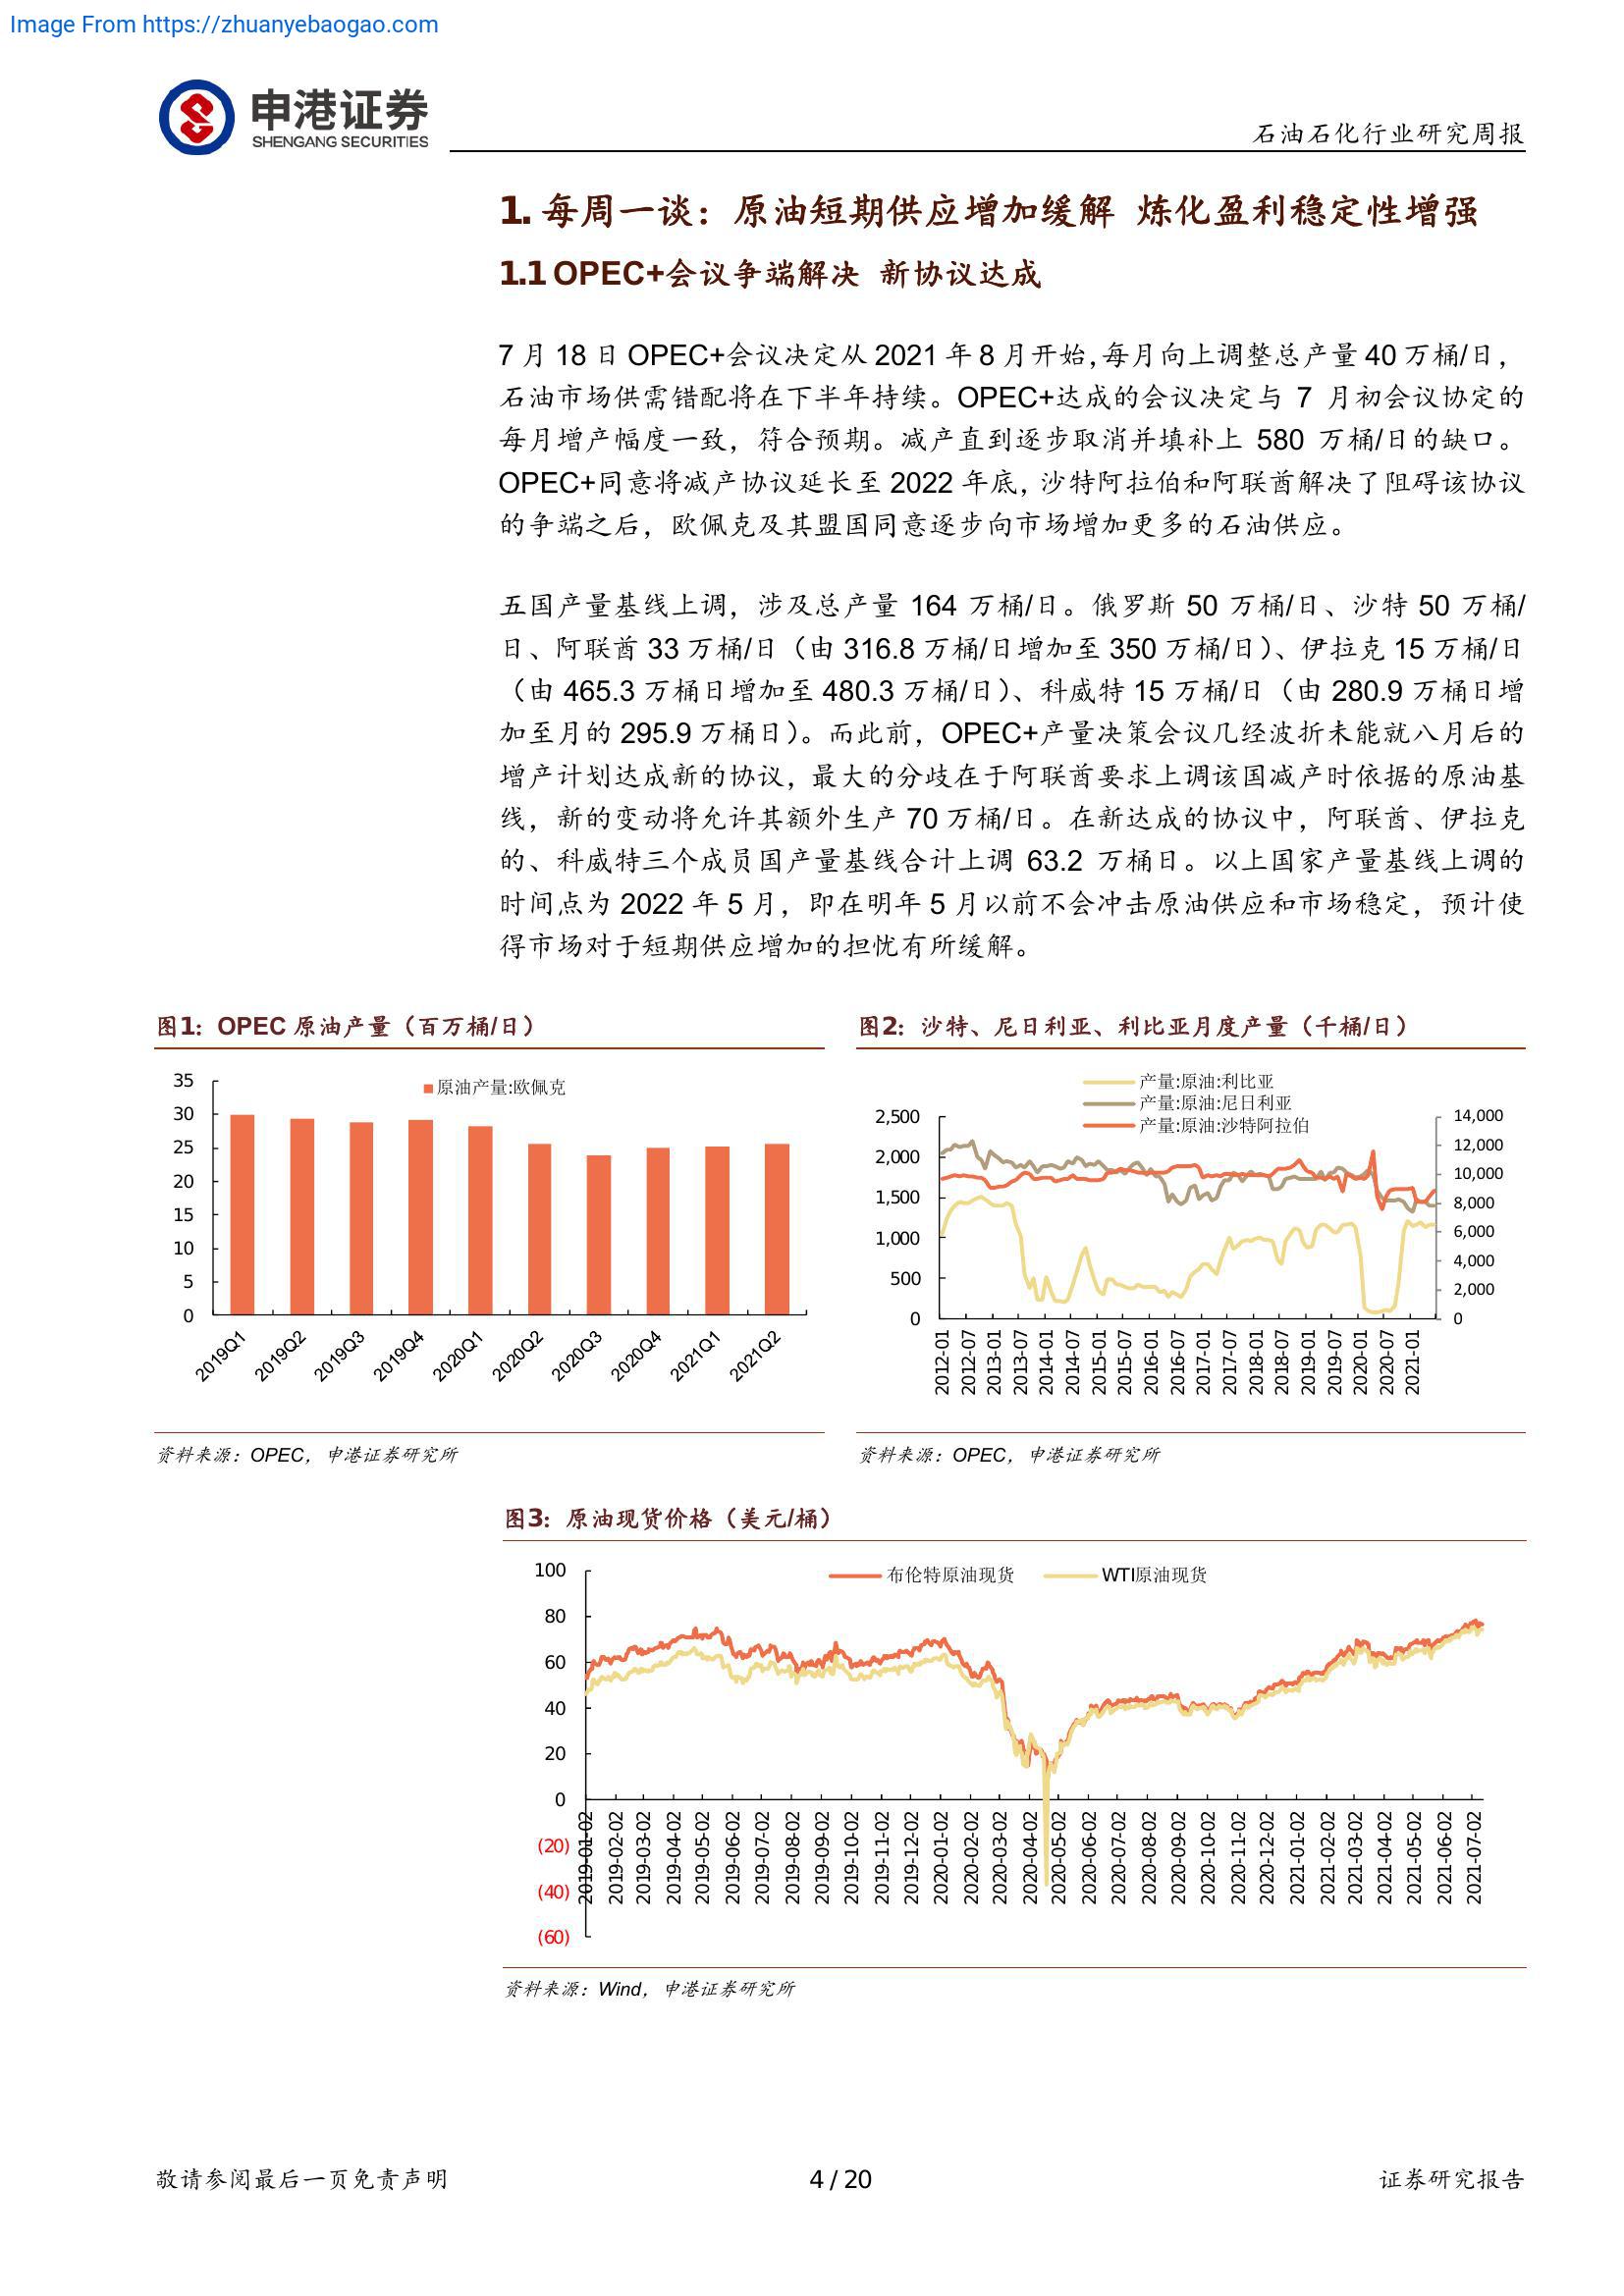 Image From https://zhuanyebaogao.com
申港证券
SHENGANG SECURITIES
石油石化行业研究周报
1. 每周一谈：原油短期供应增加缓解 炼化盈利稳定性增强
1.1 OPEC+会议争端解决 新协议达成
7 月 18 日 OPEC+会议决定从 2021 年 8 月开始,每月向上调整总产量 40 万桶/日，
石油市场供需错配将在下半年持续。OPEC+达成的会议决定与 7 月初会议协定的
每月增产幅度一致，符合预期。减产直到逐步取消并填补上 580 万桶/日的缺口。
OPEC+同意将减产协议延长至 2022 年底, 沙特阿拉伯和阿联酋解决了阻碍该协议
的争端之后，欧佩克及其盟国同意逐步向市场增加更多的石油供应。
五国产量基线上调，涉及总产量 164 万桶/日。俄罗斯 50 万桶/日、沙特 50 万桶/
日、阿联酋 33 万桶/日（由 316.8 万桶/日增加至 350 万桶/日）、伊拉克 15 万桶/日
（由 465.3 万桶日增加至 480.3 万桶/日）、科威特 15 万桶/日（由 280.9 万桶日增
加至月的 295.9 万桶日）。而此前，OPEC+产量决策会议几经波折未能就八月后的
增产计划达成新的协议，最大的分歧在于阿联酋要求上调该国减产时依据的原油基
线，新的变动将允许其额外生产 70 万桶/日。在新达成的协议中，阿联酋、伊拉克
的、科威特三个成员国产量基线合计上调 63.2 万桶日。以上国家产量基线上调的
时间点为 2022 年 5 月，即在明年 5 月以前不会冲击原油供应和市场稳定，预计使
得市场对于短期供应增加的担忧有所缓解。
图1：OPEC 原油产量（百万桶/日）
原油产量:欧佩克
35
30
25
20
15
10
5
0
2019Q1 2019Q2 2019Q3 2019Q4 2020Q1 2020Q2 2020Q3 2020Q4 2021Q1 2021Q2
资料来源：OPEC，申港证券研究所
图2：沙特、尼日利亚、利比亚月度产量（千桶/日）
产量:原油:利比亚
产量:原油:尼日利亚
产量:原油:沙特阿拉伯
2,500
2,000
1,500
1,000
500
0
14,000
12,000
10,000
8,000
6,000
4,000
2,000
0
2012-01 2012-07 2013-01 2013-07 2014-01 2014-07 2015-01 2015-07 2016-01 2016-07 2017-01 2017-07 2018-01 2018-07 2019-01 2019-07 2020-01 2020-07 2021-01
资料来源：OPEC，申港证券研究所
图3：原油现货价格（美元/桶）
布伦特原油现货 WTI原油现货
100
80
60
40
20
0
(20)
(40)
(60)
2019-01-02 2019-02-02 2019-03-02 2019-04-02 2019-05-02 2019-06-02 2019-07-02 2019-08-02 2019-09-02 2019-10-02 2019-11-02 2019-12-02 2020-01-02 2020-02-02 2020-03-02 2020-04-02 2020-05-02 2020-06-02 2020-07-02 2020-08-02 2020-09-02 2020-10-02 2020-11-02 2020-12-02 2021-01-02 2021-02-02 2021-03-02 2021-04-02 2021-05-02 2021-06-02 2021-07-02
资料来源：Wind，申港证券研究所
敬请参阅最后一页免责声明
4 / 20
证券研究报告